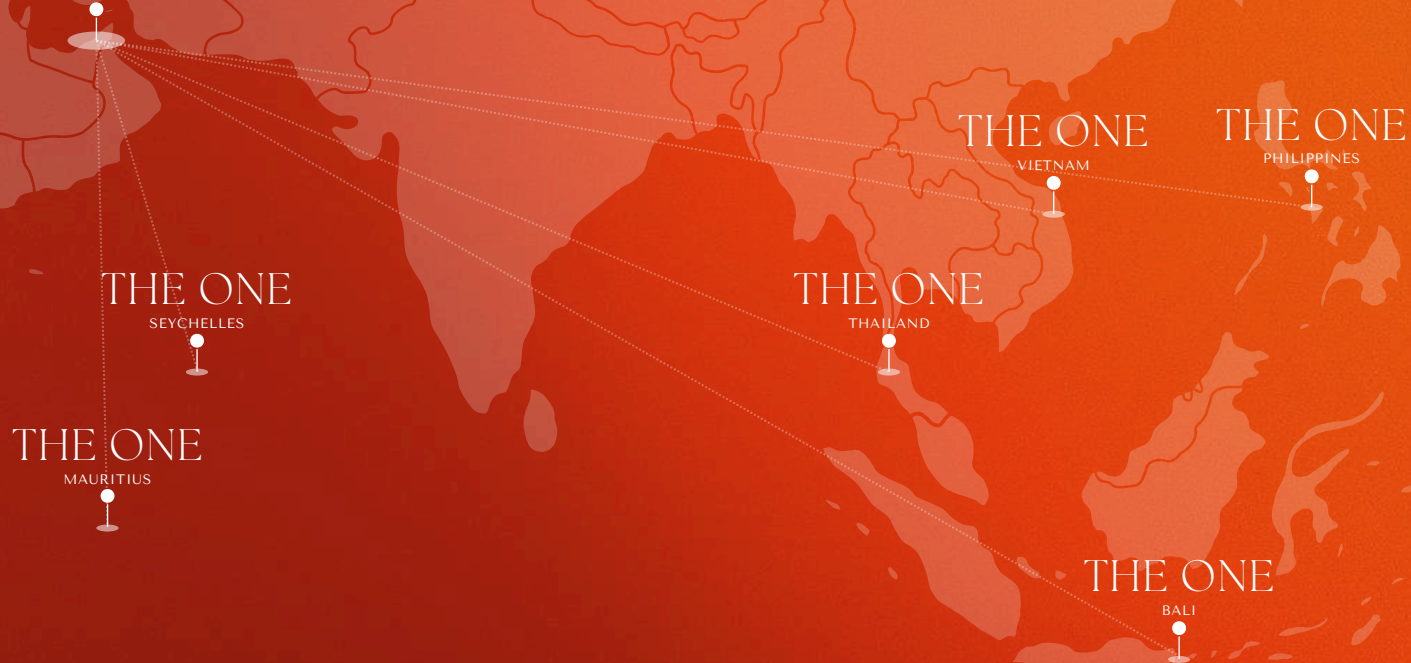 THE ONE
VIETNAM
THE ONE
PHILIPPINES
THE ONE
SEYCHELLES
THE ONE
THAILAND
THE ONE
MAURITIUS
THE ONE
BALI